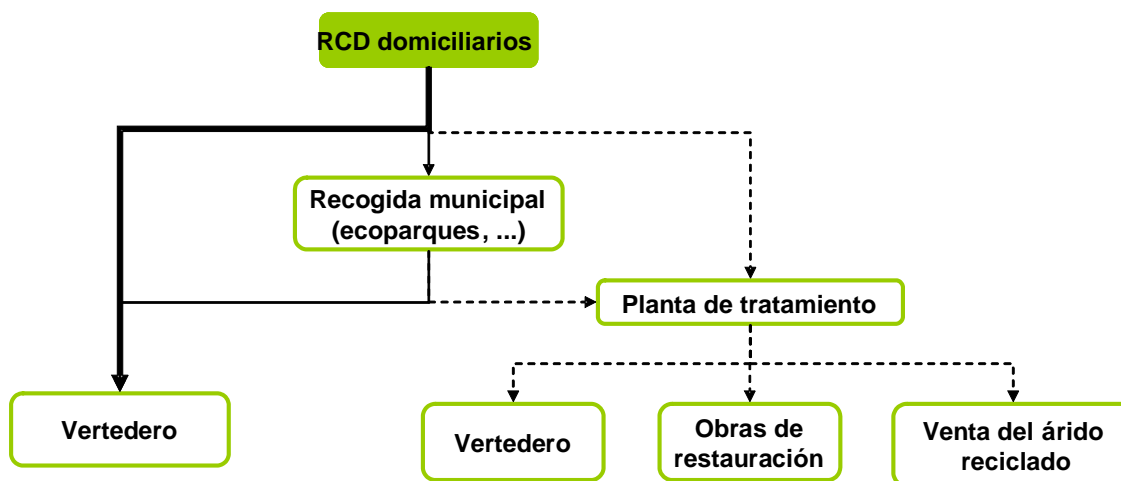 RCD domiciliarios
Recogida municipal
(ecoparques, ...)
Planta de tratamiento
Vertedero
Vertedero
Obras de
restauración
Venta del árido
reciclado